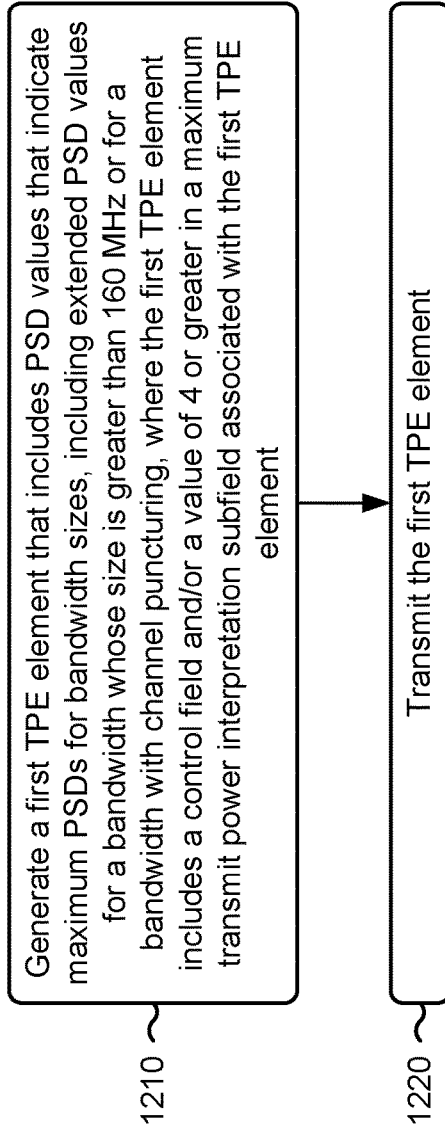 Generate a first TPE element that includes PSD values that indicate
maximum PSDs for bandwidth sizes, including extended PSD values
for a bandwidth whose size is greater than 160 MHz or for a
bandwidth with channel puncturing, where the first TPE element
includes a control field and/or a value of 4 or greater in a maximum
transmit power interpretation subfield associated with the first TPE
element
1210
Transmit the first TPE element
1220